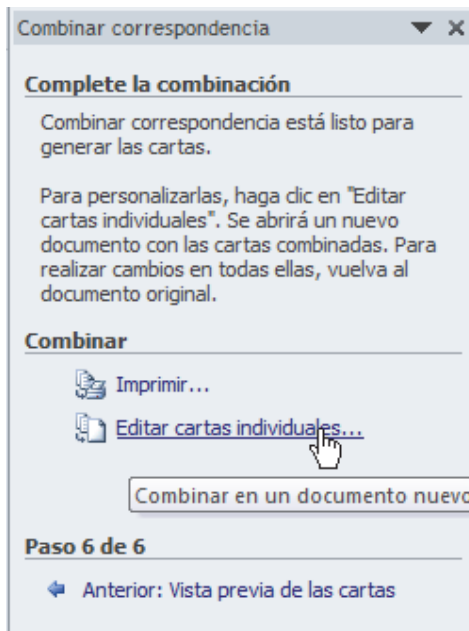 Combinar correspondencia
Complete la combinación
Combinar correspondencia está listo para
generar las cartas.
Para personalizarlas, haga clic en "Editar
cartas individuales". Se abrirá un nuevo
documento con las cartas combinadas. Para
realizar cambios en todas ellas, vuelva al
documento original.
Combinar
Imprimir...
Editar cartas individuales...
Combinar en un documento nuevo
Paso 6 de 6
Anterior: Vista previa de las cartas